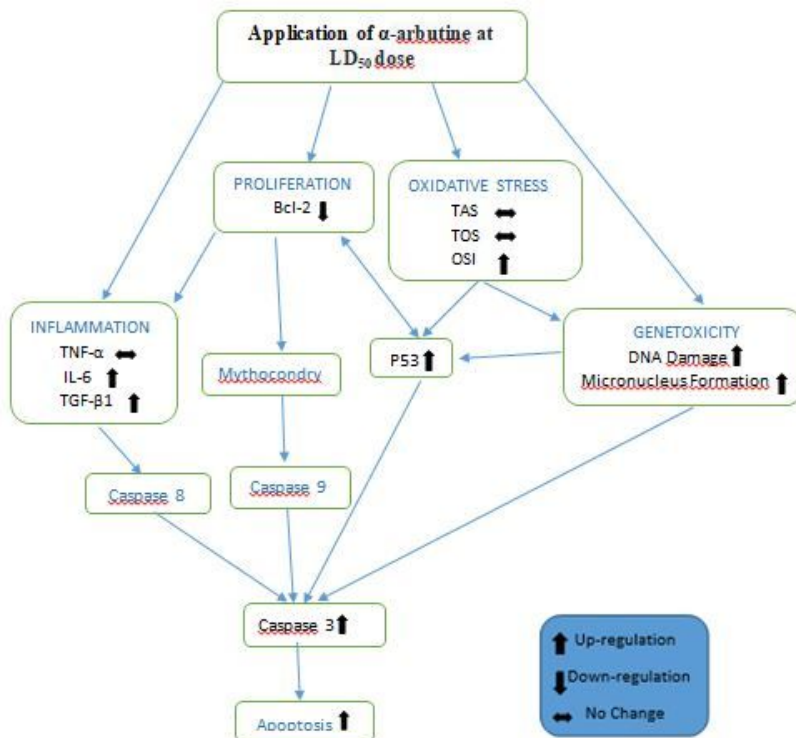 Application of α-arbutine at
LD50 dose
PROLIFERATION
Bcl-2 ⬇
OXIDATIVE STRESS
TAS ⬌
TOS ⬌
OSI ⬆
INFLAMMATION
TNF-α ⬌
IL-6 ⬆
TGF-β1 ⬆
Mythocondry
P53 ⬆
GENETOXICITY
DNA Damage ⬆
Micronucleus Formation ⬆
Caspase 8
Caspase 9
Caspase 3 ⬆
Apoptosis ⬆
⬆ Up-regulation
⬇ Down-regulation
⬌ No Change